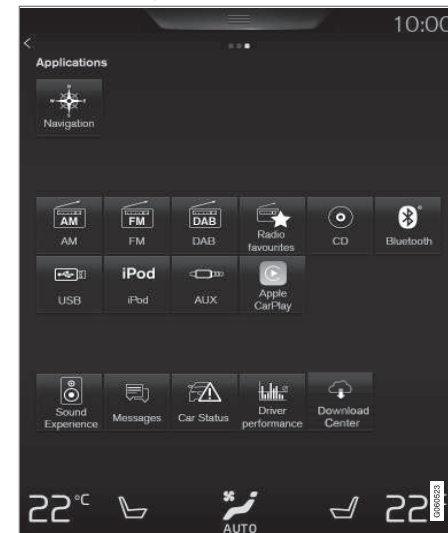 10:00
Applications
Navigation
AM FM DAB
AM FM DAB Radio favourites CD Bluetooth
iPod
USB iPod AUX Apple CarPlay
Sound Experience Messages Car Status Driver performance Download Center
22°C 22
AUTO
G060523